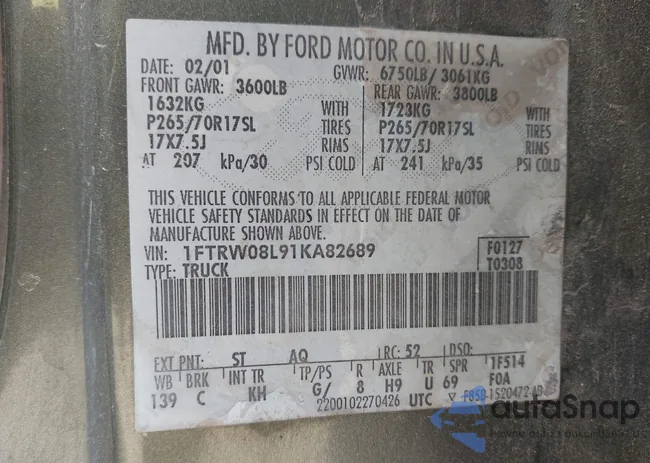 MFD. BY FORD MOTOR CO. IN U.S.A.
DATE: 02/01 GVWR: 6750LB/ 3061KG
FRONT GAWR: 3600LB REAR GAWR: 3800LB
1632KG WITH 1723KG WITH
P265/70R17SL TIRES P265/70R17SL TIRES
17X7.5J RIMS 17X7.5J RIMS
AT 207 kPa/30 PSI COLD AT 241 kPa/35 PSI COLD
THIS VEHICLE CONFORMS TO ALL APPLICABLE FEDERAL MOTOR
VEHICLE SAFETY STANDARDS IN EFFECT ON THE DATE OF
MANUFACTURE SHOWN ABOVE.
VIN: 1FTRW08L91KA82689 F0127
TYPE: TRUCK T0308
EXT PNT: ST AQ RC: 52 DSO:
WB BRK INT TR TP/PS R AXLE TR SPR 1F514
139 C KH G/ 8 H9 U 69 F0A
2200102270426 UTC
autoSnap